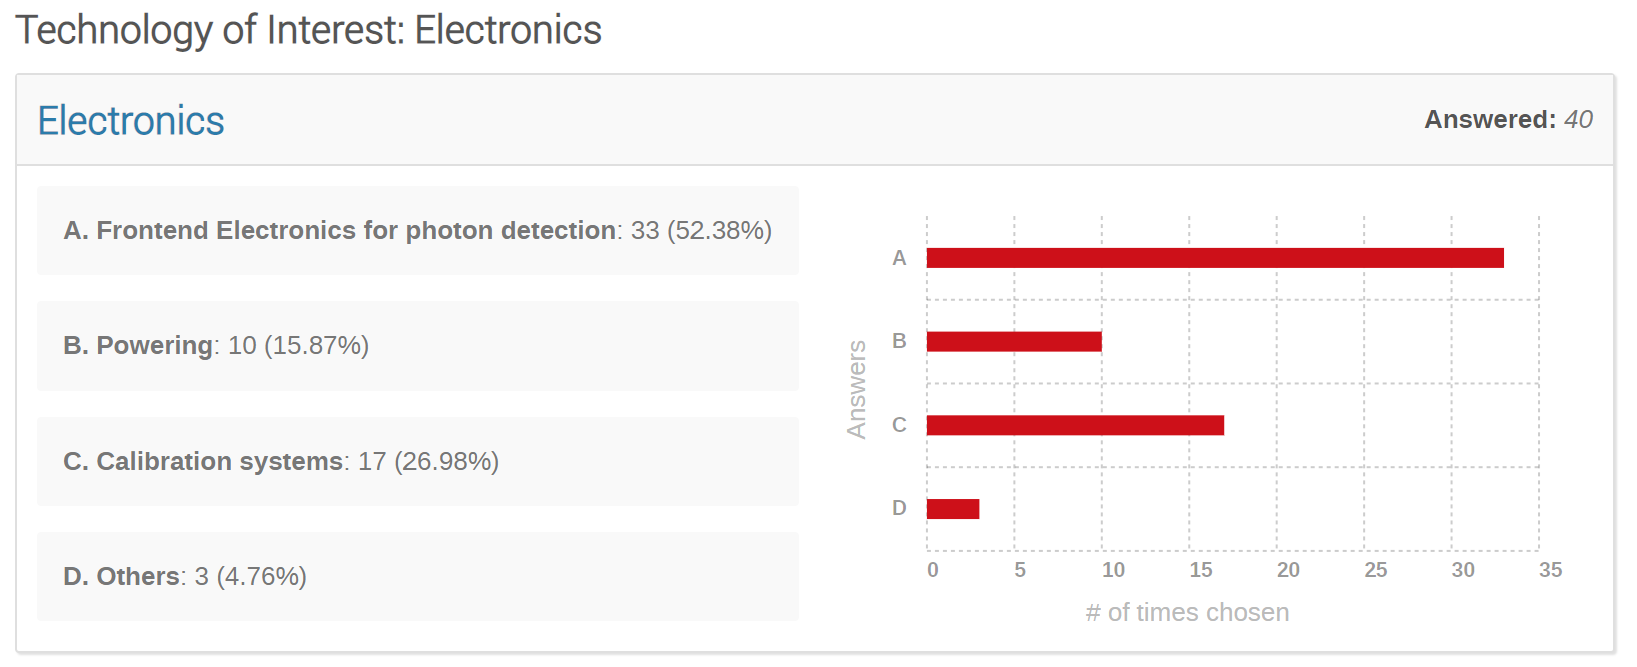 Technology of Interest: Electronics
Electronics
Answered: 40
A. Frontend Electronics for photon detection: 33 (52.38%)
B. Powering: 10 (15.87%)
C. Calibration systems: 17 (26.98%)
D. Others: 3 (4.76%)
Answers
A
B
C
D
0 5 10 15 20 25 30 35
# of times chosen